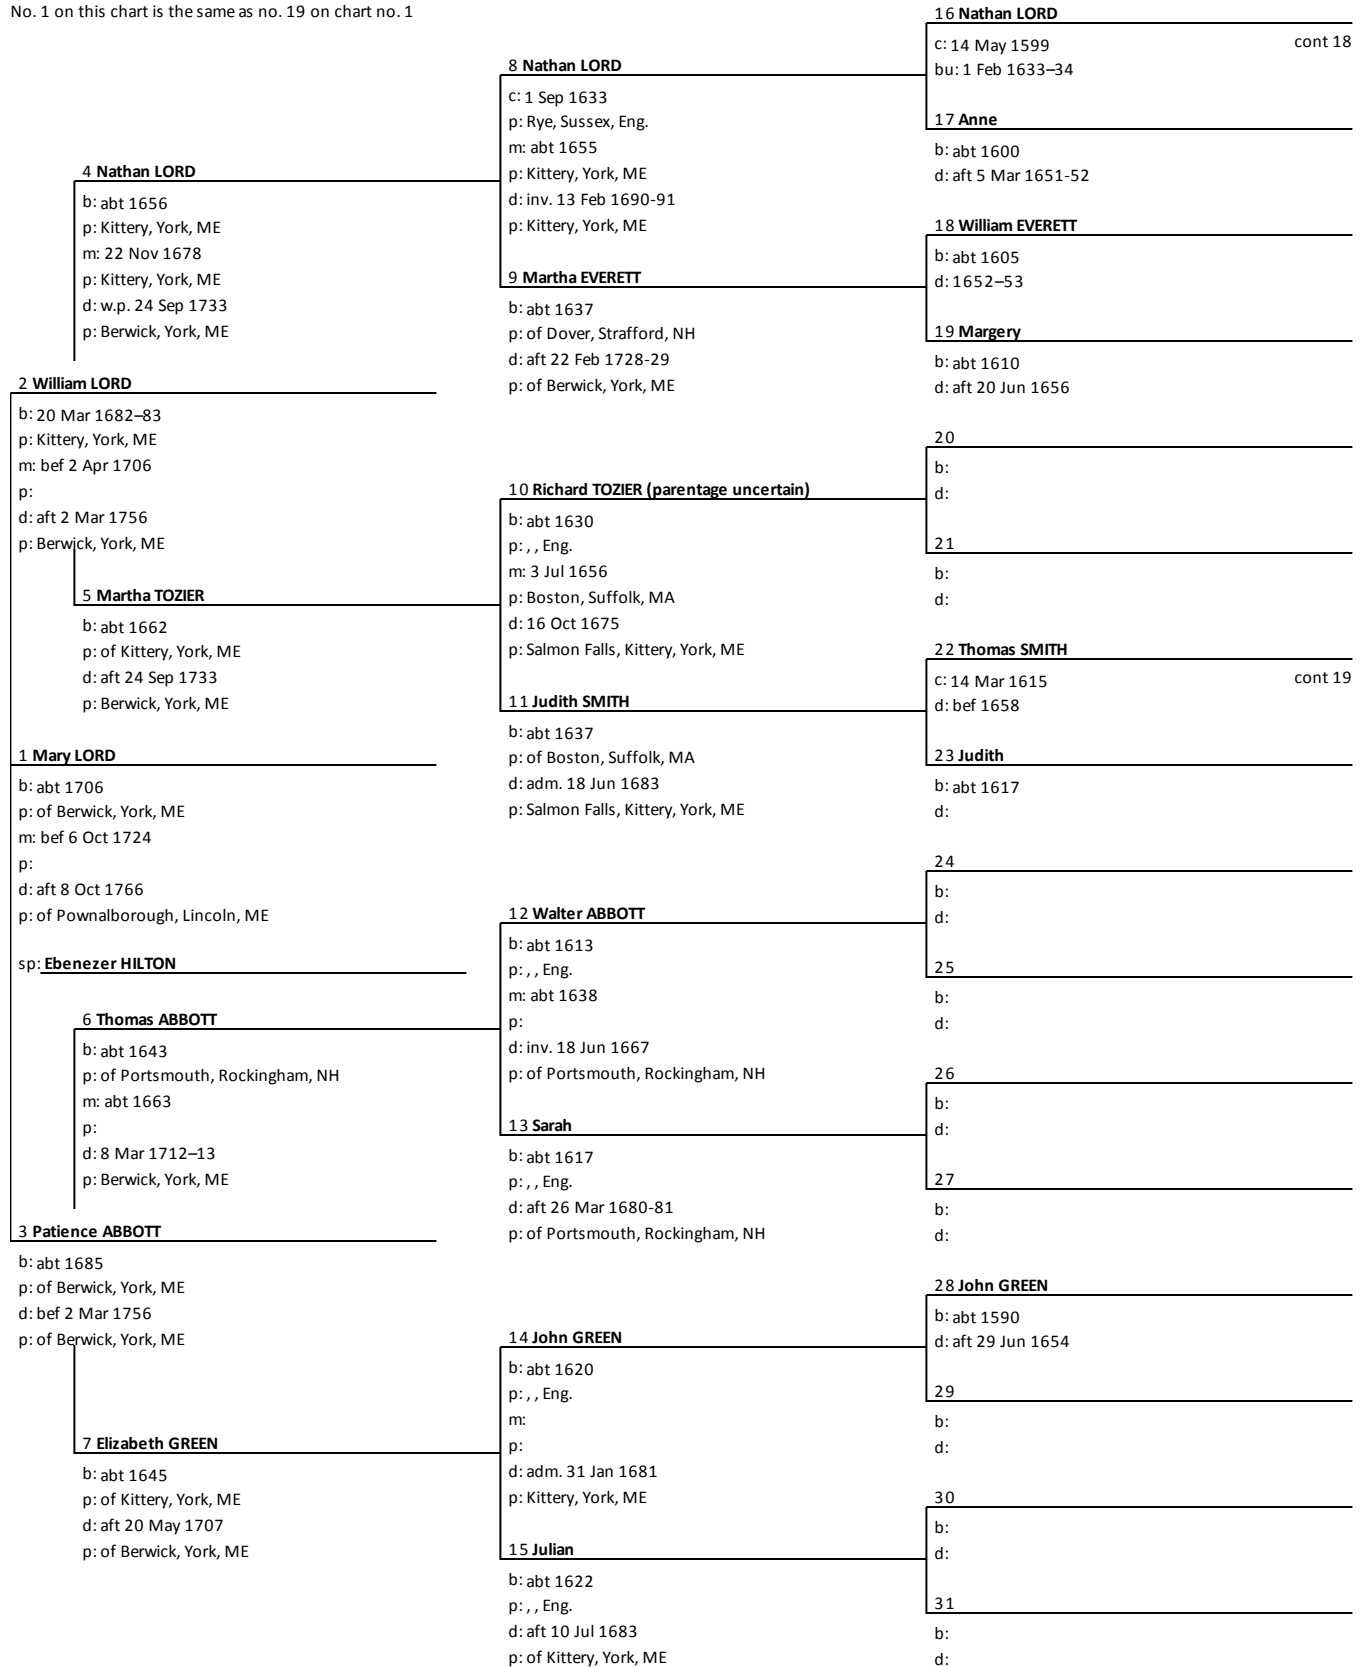 No. 1 on this chart is the same as no. 19 on chart no. 1
16 Nathan LORD
c: 14 May 1599 cont 18
bu: 1 Feb 1633–34
8 Nathan LORD
c: 1 Sep 1633
p: Rye, Sussex, Eng.
m: abt 1655
p: Kittery, York, ME
d: inv. 13 Feb 1690-91
p: Kittery, York, ME
17 Anne
b: abt 1600
d: aft 5 Mar 1651-52
4 Nathan LORD
b: abt 1656
p: Kittery, York, ME
m: 22 Nov 1678
p: Kittery, York, ME
d: w.p. 24 Sep 1733
p: Berwick, York, ME
18 William EVERETT
b: abt 1605
d: 1652–53
9 Martha EVERETT
b: abt 1637
p: of Dover, Strafford, NH
d: aft 22 Feb 1728-29
p: of Berwick, York, ME
19 Margery
b: abt 1610
d: aft 20 Jun 1656
2 William LORD
b: 20 Mar 1682–83
p: Kittery, York, ME
m: bef 2 Apr 1706
p:
d: aft 2 Mar 1756
p: Berwick, York, ME
20
b:
d:
10 Richard TOZIER (parentage uncertain)
b: abt 1630
p: , , Eng.
m: 3 Jul 1656
p: Boston, Suffolk, MA
d: 16 Oct 1675
p: Salmon Falls, Kittery, York, ME
21
b:
d:
5 Martha TOZIER
b: abt 1662
p: of Kittery, York, ME
d: aft 24 Sep 1733
p: Berwick, York, ME
22 Thomas SMITH
c: 14 Mar 1615 cont 19
d: bef 1658
11 Judith SMITH
b: abt 1637
p: of Boston, Suffolk, MA
d: adm. 18 Jun 1683
p: Salmon Falls, Kittery, York, ME
23 Judith
b: abt 1617
d:
1 Mary LORD
b: abt 1706
p: of Berwick, York, ME
m: bef 6 Oct 1724
p:
d: aft 8 Oct 1766
p: of Pownalborough, Lincoln, ME
sp: Ebenezer HILTON
24
b:
d:
12 Walter ABBOTT
b: abt 1613
p: , , Eng.
m: abt 1638
p:
d: inv. 18 Jun 1667
p: of Portsmouth, Rockingham, NH
25
b:
d:
6 Thomas ABBOTT
b: abt 1643
p: of Portsmouth, Rockingham, NH
m: abt 1663
p:
d: 8 Mar 1712–13
p: Berwick, York, ME
26
b:
d:
13 Sarah
b: abt 1617
p: , , Eng.
d: aft 26 Mar 1680-81
p: of Portsmouth, Rockingham, NH
27
b:
d:
3 Patience ABBOTT
b: abt 1685
p: of Berwick, York, ME
d: bef 2 Mar 1756
p: of Berwick, York, ME
28 John GREEN
b: abt 1590
d: aft 29 Jun 1654
14 John GREEN
b: abt 1620
p: , , Eng.
m:
p:
d: adm. 31 Jan 1681
p: Kittery, York, ME
29
b:
d:
7 Elizabeth GREEN
b: abt 1645
p: of Kittery, York, ME
d: aft 20 May 1707
p: of Berwick, York, ME
30
b:
d:
15 Julian
b: abt 1622
p: , , Eng.
d: aft 10 Jul 1683
p: of Kittery, York, ME
31
b:
d: